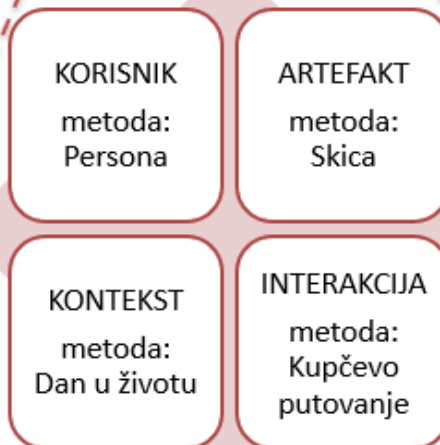 KORISNIK
metoda:
Persona
ARTEFAKT
metoda:
Skica
KONTEKST
metoda:
Dan u životu
INTERAKCIJA
metoda:
Kupčevo
putovanje